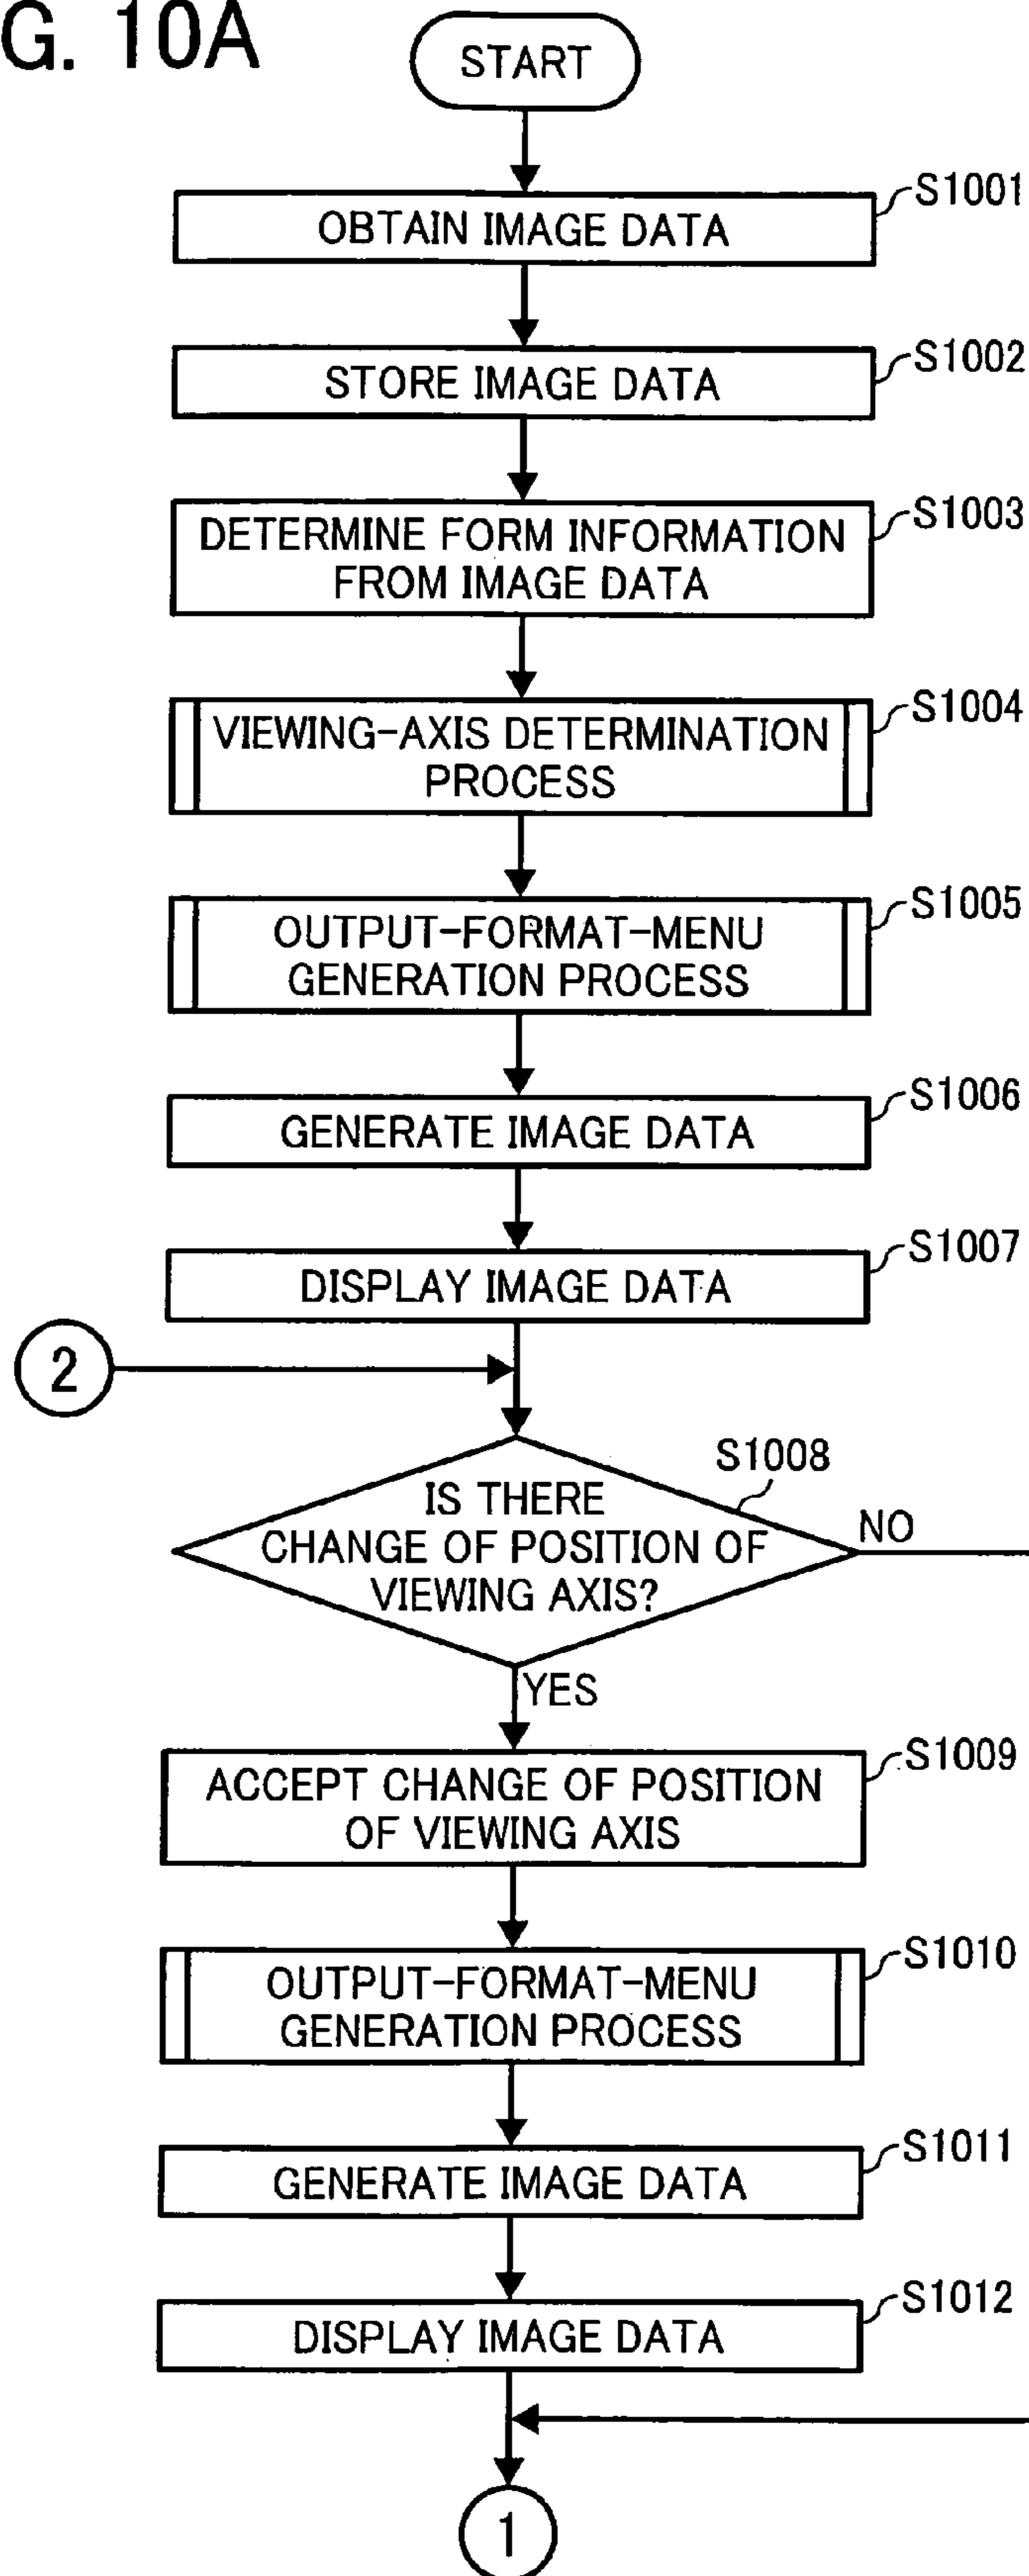 G. 10A
START
OBTAIN IMAGE DATA
S1001
STORE IMAGE DATA
S1002
DETERMINE FORM INFORMATION
FROM IMAGE DATA
S1003
VIEWING-AXIS DETERMINATION
PROCESS
S1004
OUTPUT-FORMAT-MENU
GENERATION PROCESS
S1005
GENERATE IMAGE DATA
S1006
DISPLAY IMAGE DATA
S1007
2
IS THERE
CHANGE OF POSITION OF
VIEWING AXIS?
S1008
NO
YES
ACCEPT CHANGE OF POSITION
OF VIEWING AXIS
S1009
OUTPUT-FORMAT-MENU
GENERATION PROCESS
S1010
GENERATE IMAGE DATA
S1011
DISPLAY IMAGE DATA
S1012
1